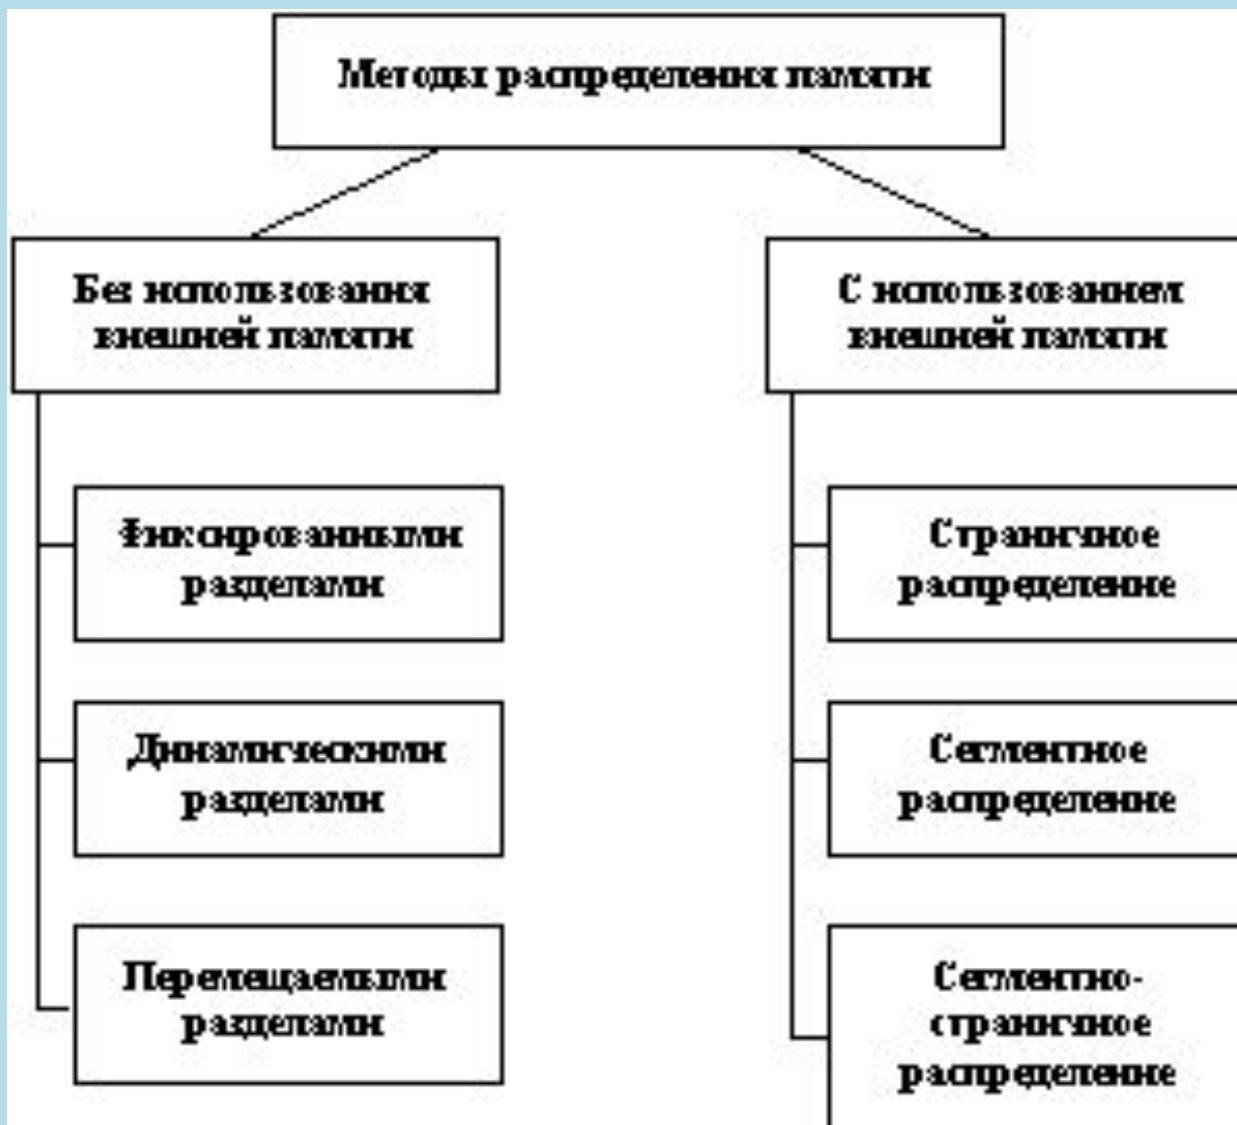 Методы распределения памяти
Без использования
внешней памяти
С использованием
внешней памяти
Фиксированными
разделами
Динамическими
разделами
Перемещаемыми
разделами
Страничное
распределение
Сегментное
распределение
Сегментно-
страничное
распределение